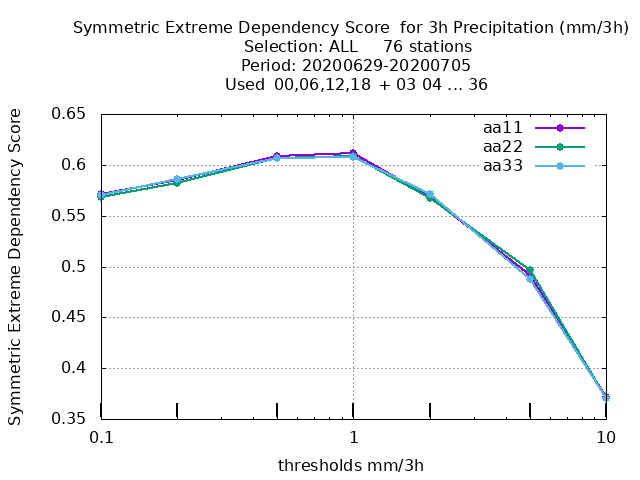 Symmetric Extreme Dependency Score  for 3h Precipitation (mm/3h)
Selection: ALL     76 stations
Period: 20200629-20200705
Used  00,06,12,18  + 03 04 ... 36
Symmetric Extreme Dependency Score
0.65
0.6
0.55
0.5
0.45
0.4
0.35
aa11
aa22
aa33
0.1
1
10
thresholds mm/3h